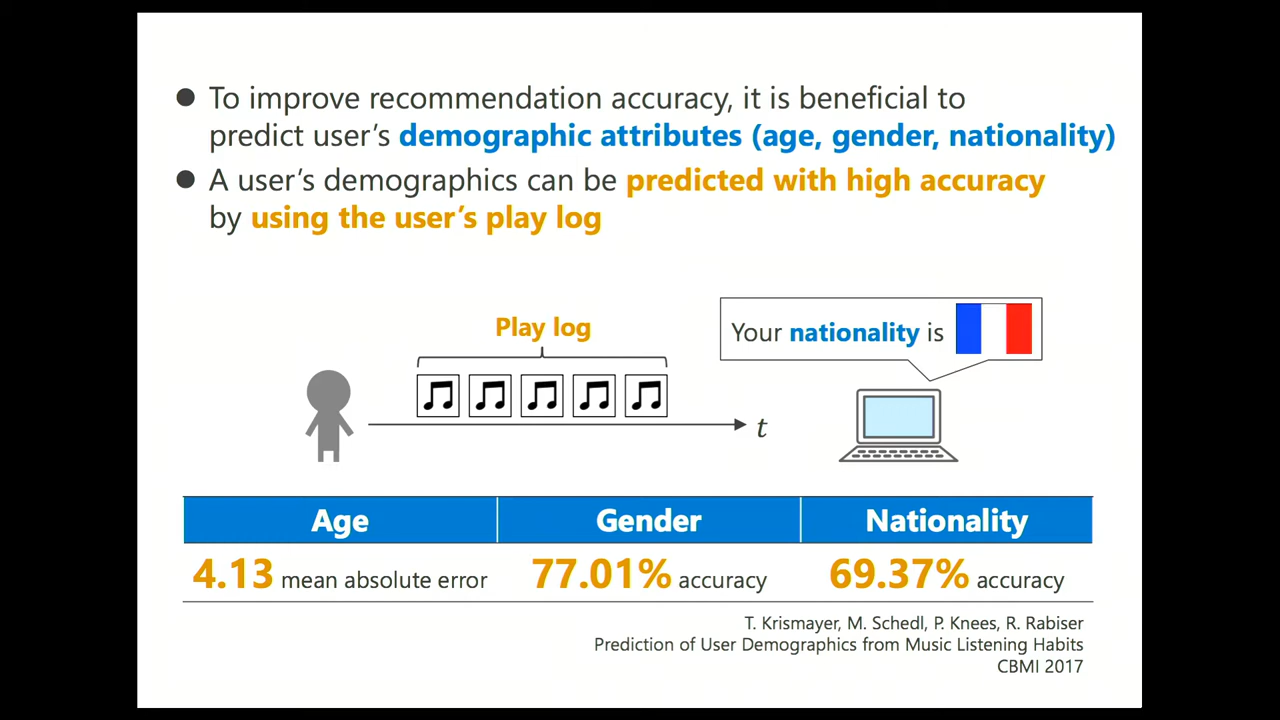 ● To improve recommendation accuracy, it is beneficial to
predict user's demographic attributes (age, gender, nationality)
● A user's demographics can be predicted with high accuracy
by using the user's play log
Play log
Your nationality is
t
Age Gender Nationality
4.13 mean absolute error 77.01% accuracy 69.37% accuracy
T. Krismayer, M. Schedl, P. Knees, R. Rabiser
Prediction of User Demographics from Music Listening Habits
CBMI 2017